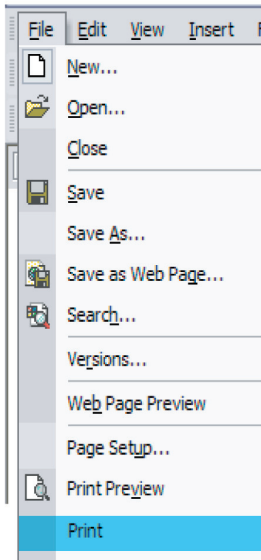 File Edit View Insert
New...
Open...
Close
Save
Save As...
Save as Web Page...
Search...
Versions...
Web Page Preview
Page Setup...
Print Preview
Print